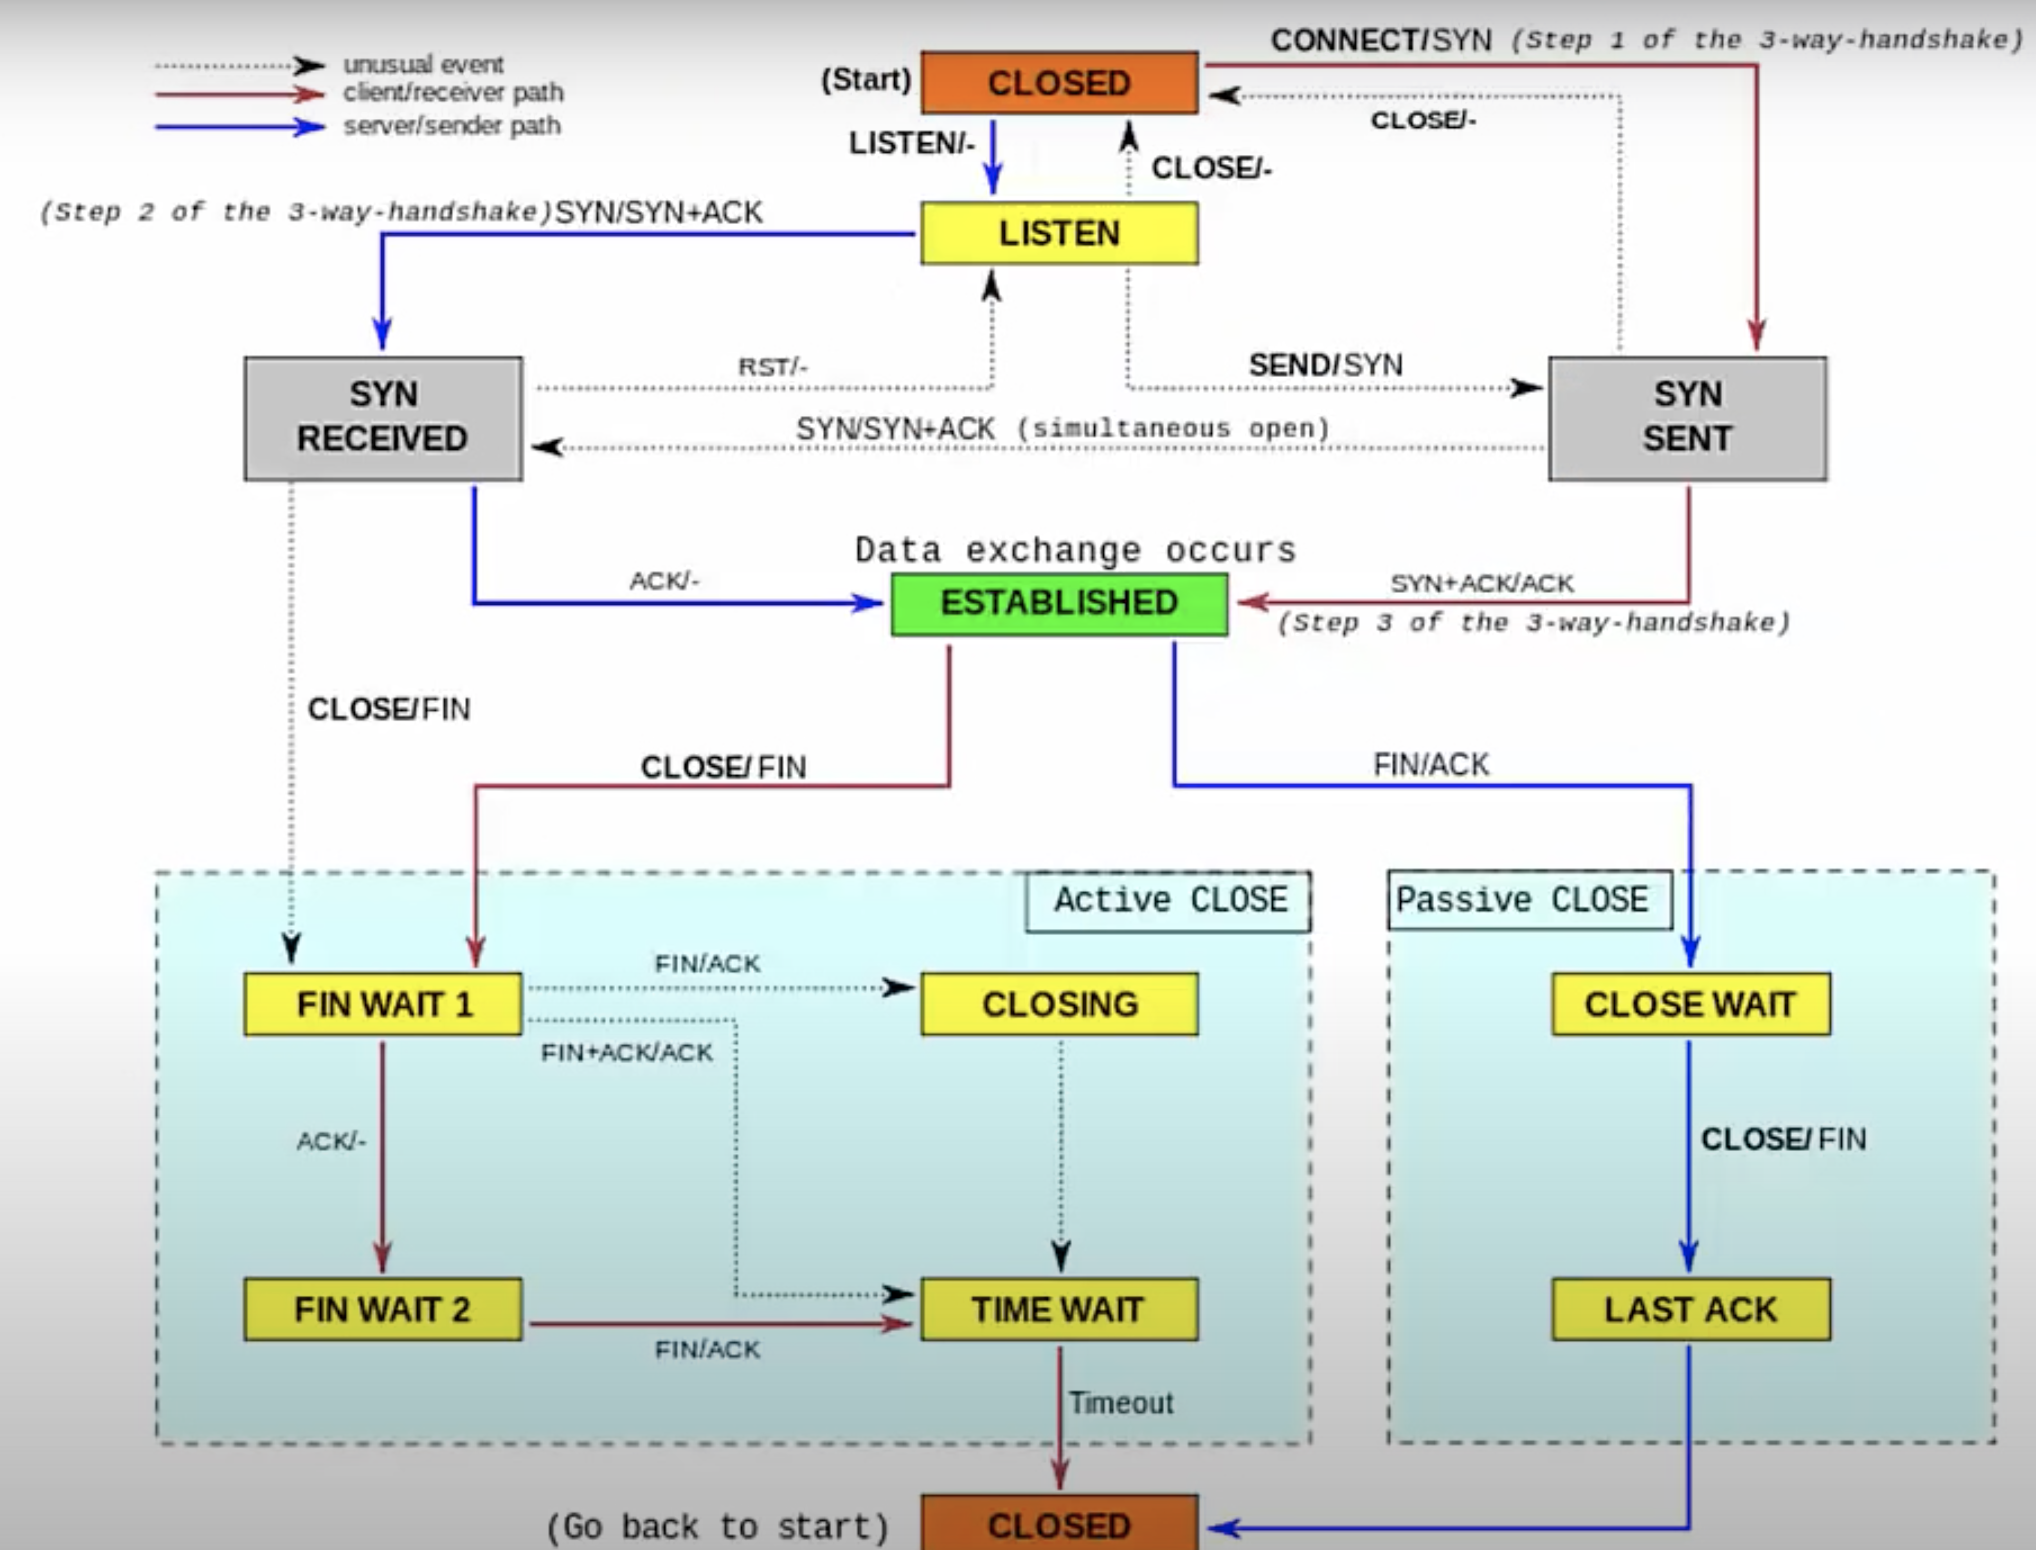 CONNECT/SYN (Step 1 of the 3-way-handshake)
unusual event
client/receiver path
server/sender path
(Start)
CLOSED
CLOSE/-
LISTEN/-
CLOSE/-
(Step 2 of the 3-way-handshake)SYN/SYN+ACK
LISTEN
RST/-
SEND/SYN
SYN
RECEIVED
SYN
SENT
SYN/SYN+ACK (simultaneous open)
Data exchange occurs
ACK/-
ESTABLISHED
SYN+ACK/ACK
(Step 3 of the 3-way-handshake)
CLOSE/FIN
CLOSE/FIN
FIN/ACK
Active CLOSE
Passive CLOSE
FIN WAIT 1
FIN/ACK
CLOSING
CLOSE WAIT
FIN+ACK/ACK
ACK/-
CLOSE/FIN
FIN WAIT 2
TIME WAIT
LAST ACK
FIN/ACK
Timeout
(Go back to start)
CLOSED